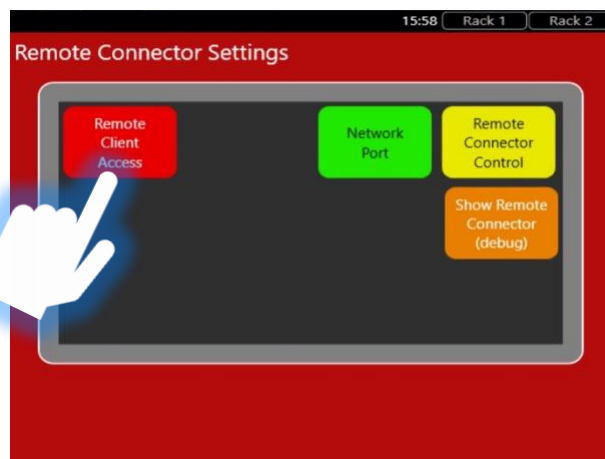 15:58 Rack 1 Rack 2
Remote Connector Settings
Remote
Client
Access
Network
Port
Remote
Connector
Control
Show Remote
Connector
(debug)